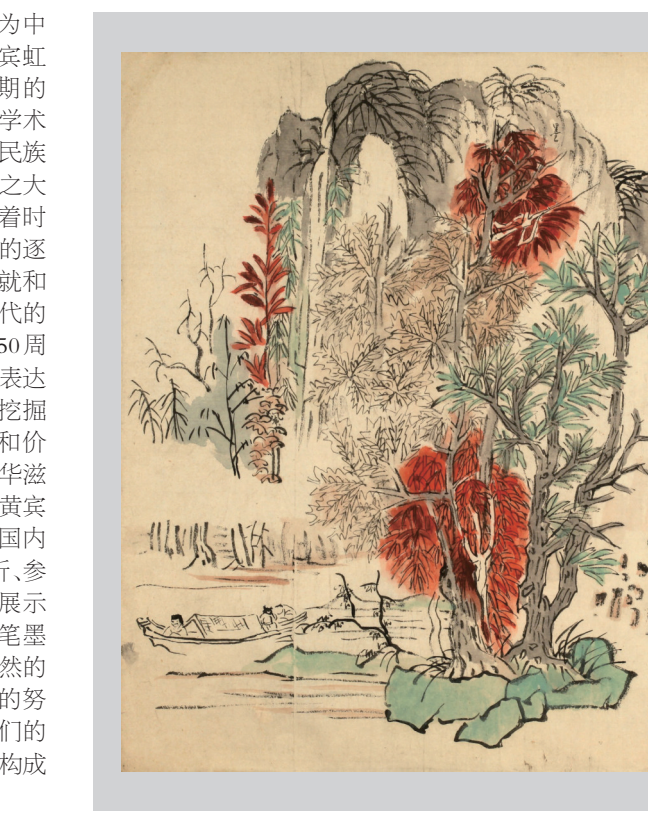 为中
宾虹
期的
学术
民族
之大
着时
的逐
就和
代的
50周
表达
挖掘
和价
华滋
黄宾
国内
斤、参
展示
笔墨
然的
的努
们的
构成